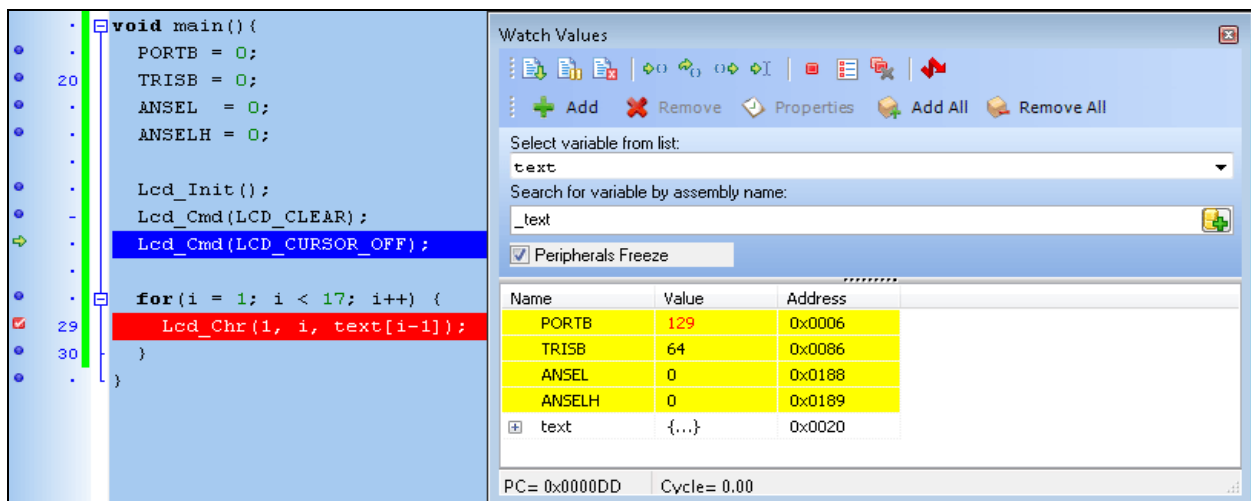 void main(){
PORTB = 0;
20 TRISB = 0;
ANSEL  = 0;
ANSELH = 0;
Lcd_Init();
Lcd_Cmd(LCD_CLEAR);
Lcd_Cmd(LCD_CURSOR_OFF);
for(i = 1; i < 17; i++) {
29 Lcd_Chr(1, i, text[i-1]);
30 }
}
Watch Values
Add Remove Properties Add All Remove All
Select variable from list:
text
Search for variable by assembly name:
_text
Peripherals Freeze
Name Value Address
PORTB 129 0x0006
TRISB 64 0x0086
ANSEL 0 0x0188
ANSELH 0 0x0189
text {...} 0x0020
PC= 0x0000DD Cycle= 0.00